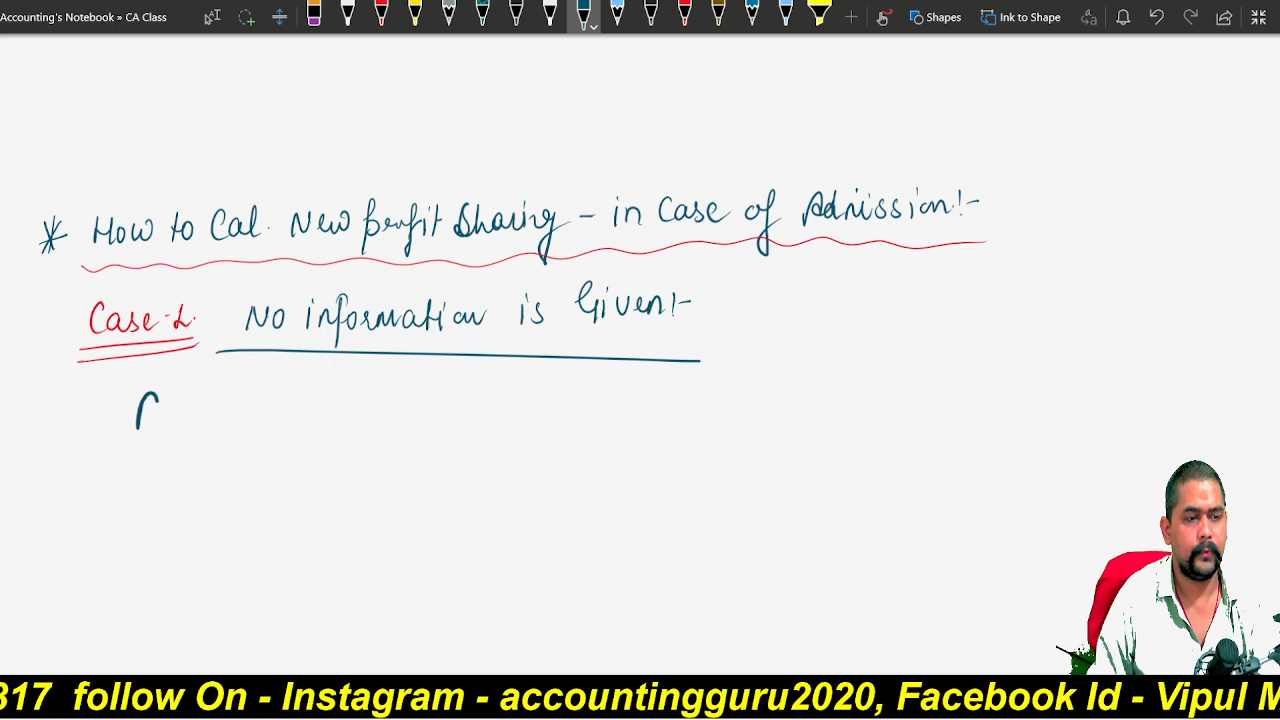 Accounting's Notebook » CA Class
Shapes
Ink to Shape
* How to Cal. New Profit Sharing - in Case of Admission:-
Case-1. No information is Given:-
817 follow On - Instagram - accountingguru2020, Facebook Id - Vipul M